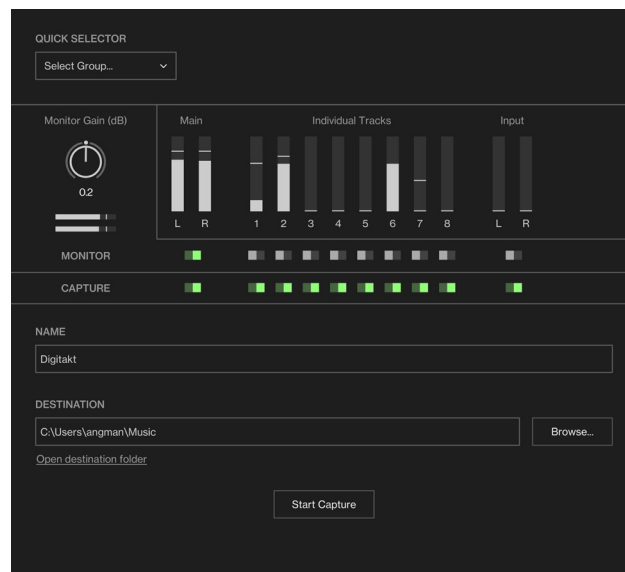 QUICK SELECTOR
Select Group...
Monitor Gain (dB)
Main
Individual Tracks
Input
0.2
L R 1 2 3 4 5 6 7 8 L R
MONITOR
CAPTURE
NAME
Digitakt
DESTINATION
C:\Users\angman\Music
Browse...
Open destination folder
Start Capture